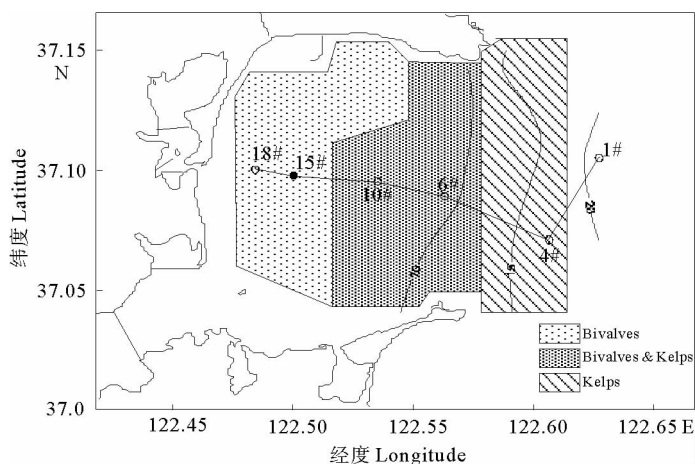 37.15
N
37.10
37.05
37.0
纬度 Latitude
18#
15#
10#
6#
4#
1#
10
15
20
Bivalves
Bivalves & Kelps
Kelps
122.45
122.50
122.55
122.60
122.65 E
经度 Longitude